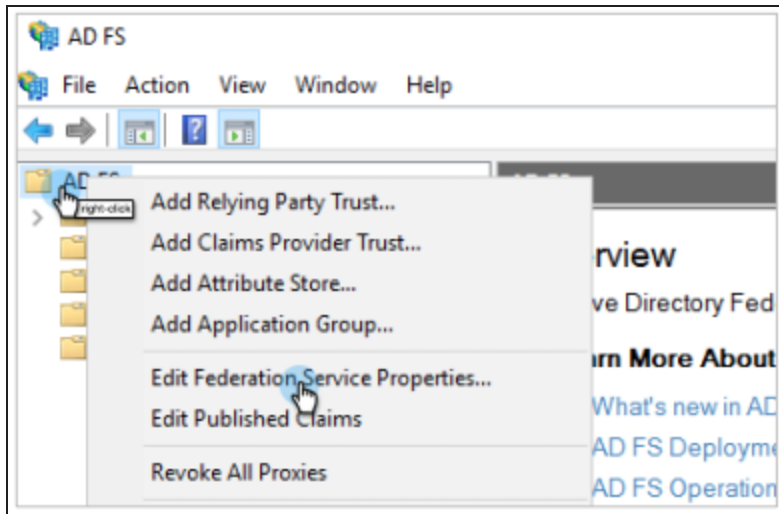 AD FS
File Action View Window Help
AD FS
right-click
Add Relying Party Trust...
Add Claims Provider Trust...
Add Attribute Store...
Add Application Group...
Edit Federation Service Properties...
Edit Published Claims
Revoke All Proxies
rview
ve Directory Fed
rn More About
What's new in AD
AD FS Deployme
AD FS Operation